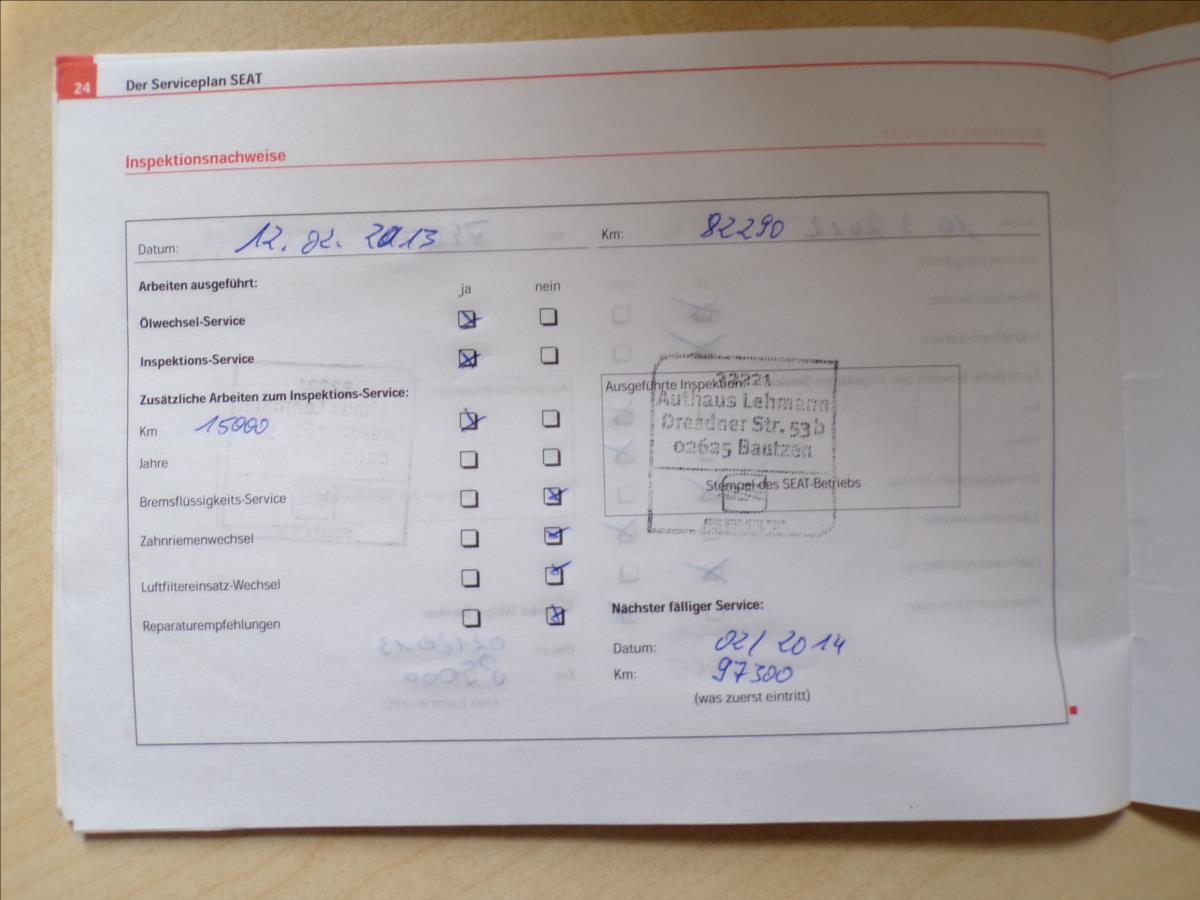 24 Der Serviceplan SEAT
Inspektionsnachweise
Datum: 12.02.2013 Km: 82290
Arbeiten ausgeführt: ja nein
Ölwechsel-Service
Inspektions-Service
Zusätzliche Arbeiten zum Inspektions-Service:
Km 15000
Jahre
Bremsflüssigkeits-Service
Zahnriemenwechsel
Luftfiltereinsatz-Wechsel
Reparaturempfehlungen
Ausgeführte Inspektion:
Authaus Lehmann
Dresdner Str. 53b
02625 Bautzen
Stempel des SEAT-Betriebs
Nächster fälliger Service:
Datum: 02/2014
Km: 97300
(was zuerst eintritt)